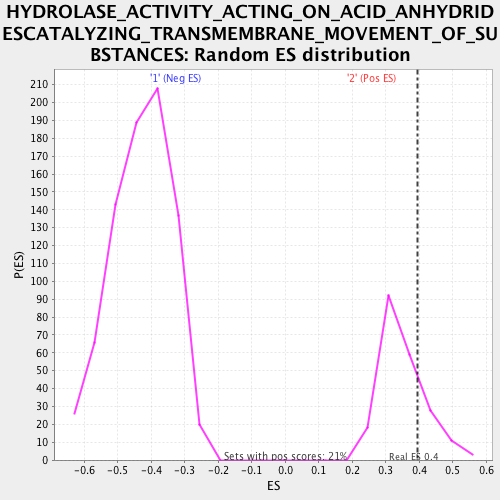 HYDROLASE_ACTIVITY_ACTING_ON_ACID_ANHYDRID
ESCATALYZING_TRANSMEMBRANE_MOVEMENT_OF_SU
BSTANCES: Random ES distribution
'1' (Neg ES) '2' (Pos ES)
210
200
190
180
170
160
150
140
130
120
110
100
90
80
70
60
50
40
30
20
10
0
P(ES)
Sets with pos scores: 21%
Real ES 0.4
-0.6 -0.5 -0.4 -0.3 -0.2 -0.1 0.0 0.1 0.2 0.3 0.4 0.5 0.6
ES